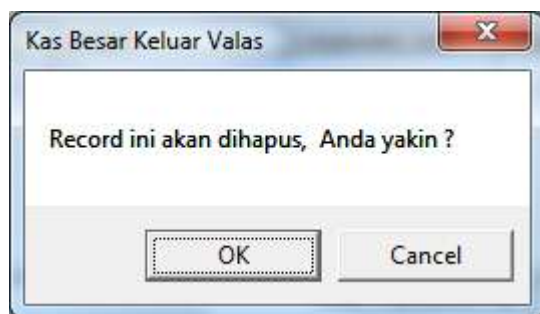 Kas Besar Keluar Valas
Record ini akan dihapus, Anda yakin ?
OK
Cancel